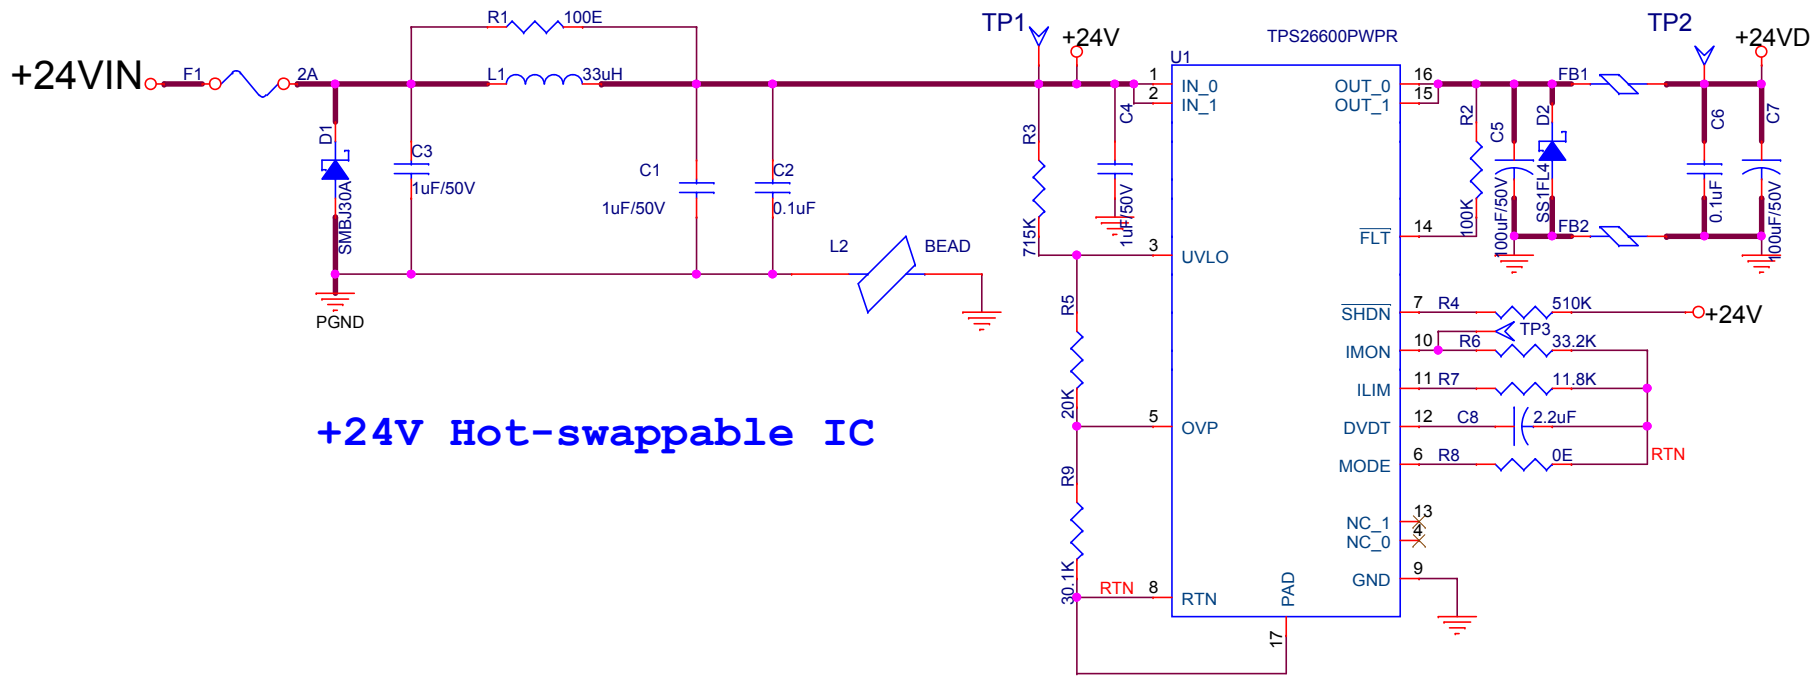 R1 100E
TP1
+24V
TPS26600PWPR
TP2
+24VD
+24VIN
F1 2A
L1 33uH
U1
1 IN_0
2 IN_1
OUT_0 16
OUT_1 15
FB1
D1
SMBJ30A
C3
1uF/50V
C1
1uF/50V
C2
0.1uF
R3
715K
C4
1uF/50V
R2
100K
C5
100uF/50V
D2
SS1FL4
C6
0.1uF
C7
100uF/50V
FLT 14
FB2
3 UVLO
L2 BEAD
PGND
R5
20K
SHDN 7 R4 510K
+24V
TP3
IMON 10 R6 33.2K
ILIM 11 R7 11.8K
5 OVP
DVDT 12 C8 2.2uF
MODE 6 R8 0E
RTN
+24V Hot-swappable IC
R9
30.1K
NC_1 13
NC_0 4
GND 9
RTN 8 RTN
PAD
17